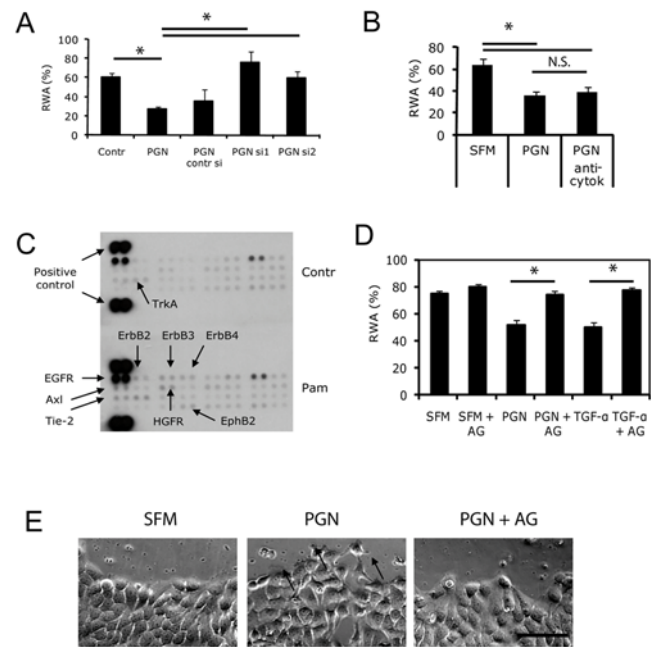 A
RWA (%)
100
80
60
40
20
0
*
*
Contr
PGN
PGN
contr si
PGN si1
PGN si2
B
RWA (%)
80
60
40
20
0
*
N.S.
SFM
PGN
PGN
anti-
cytok
C
Positive
control
TrkA
Contr
ErbB2
ErbB3
ErbB4
EGFR
Axl
Tie-2
HGFR
EphB2
Pam
D
RWA (%)
100
80
60
40
20
0
*
*
SFM
SFM +
AG
PGN
PGN +
AG
TGF-α
TGF-α
+ AG
E
SFM
PGN
PGN + AG